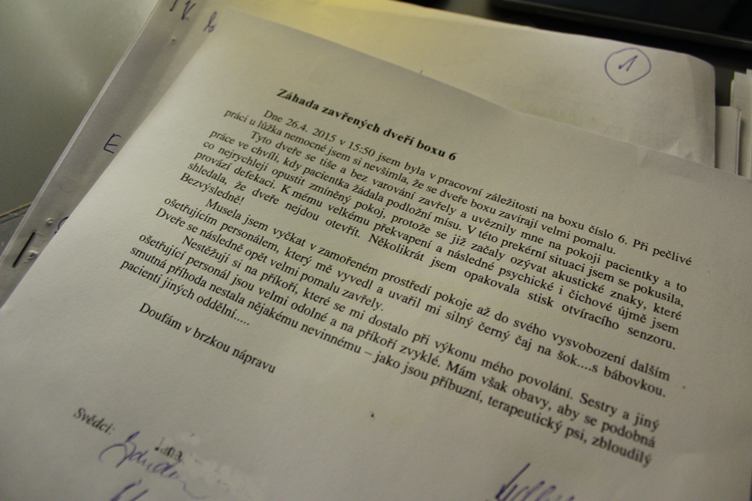 1
E
Záhada zavřených dveří boxu 6
Dne 26.4. 2015 v 15:50 jsem byla v pracovní záležitosti na boxu číslo 6. Při pečlivé
práci u lůžka nemocné jsem si nevšimla, že se dveře boxu zavírají velmi pomalu.
Tyto dveře se tiše a bez varování zavřely a uvěznily mne na pokoji pacientky a to
práce ve chvíli, kdy pacientka žádala podložní mísu. V této prekérní situaci jsem se pokusila,
co nejrychleji opustit zmíněný pokoj, protože se již začaly ozývat akustické znaky, které
provází defekaci. K mému velkému překvapení a následné psychické i čichové újmě jsem
shledala, že dveře nejdou otevřít. Několikrát jsem opakovala stisk otvíracího senzoru.
Bezvýsledně!
Musela jsem vyčkat v zamořeném prostředí pokoje až do svého vysvobození dalším
ošetřujícím personálem, který mě vyvedl a uvařil mi silný černý čaj na šok....s bábovkou.
Dveře se následně opět velmi pomalu zavřely.
Nestěžuji si na příkoří, které se mi dostalo při výkonu mého povolání. Sestry a jiný
ošetřující personál jsou velmi odolné a na příkoří zvyklé. Mám však obavy, aby se podobná
smutná příhoda nestala nějakému nevinnému – jako jsou příbuzní, terapeutický psi, zbloudilý
pacienti jiných oddělní.....
Doufám v brzkou nápravu
Svědci: